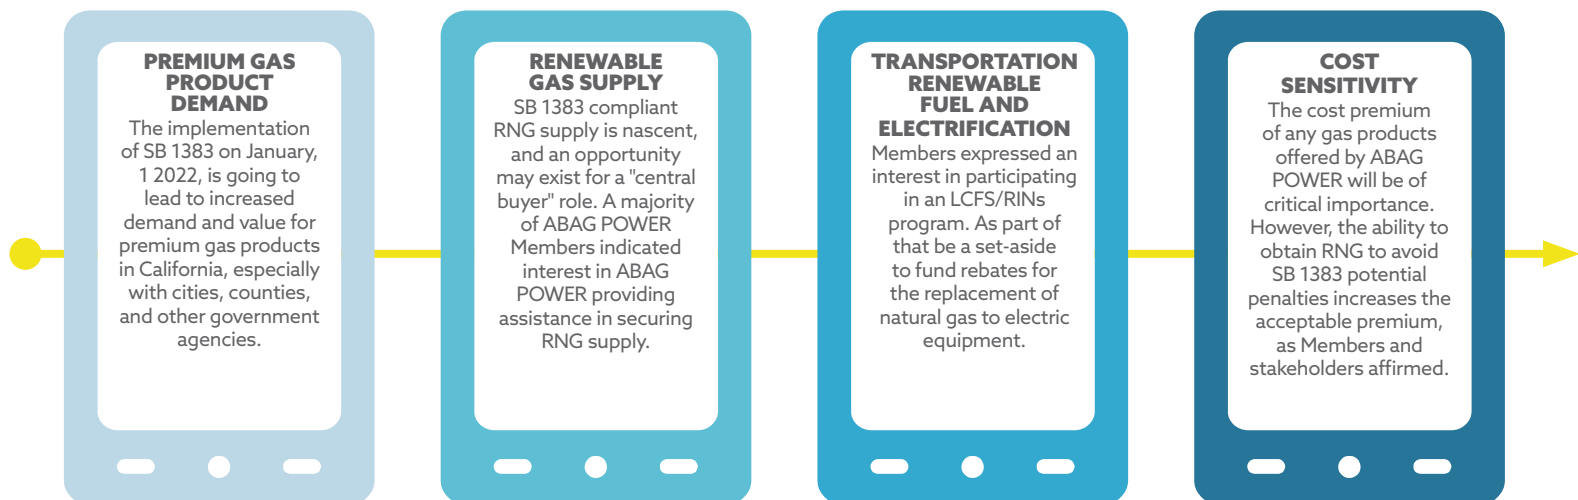 PREMIUM GAS
PRODUCT
DEMAND
The implementation
of SB 1383 on January,
1 2022, is going to
lead to increased
demand and value for
premium gas products
in California, especially
with cities, counties,
and other government
agencies.
RENEWABLE
GAS SUPPLY
SB 1383 compliant
RNG supply is nascent,
and an opportunity
may exist for a "central
buyer" role. A majority
of ABAG POWER
Members indicated
interest in ABAG
POWER providing
assistance in securing
RNG supply.
TRANSPORTATION
RENEWABLE
FUEL AND
ELECTRIFICATION
Members expressed an
interest in participating
in an LCFS/RINs
program. As part of
that be a set-aside
to fund rebates for
the replacement of
natural gas to electric
equipment.
COST
SENSITIVITY
The cost premium
of any gas products
offered by ABAG
POWER will be of
critical importance.
However, the ability to
obtain RNG to avoid
SB 1383 potential
penalties increases the
acceptable premium,
as Members and
stakeholders affirmed.